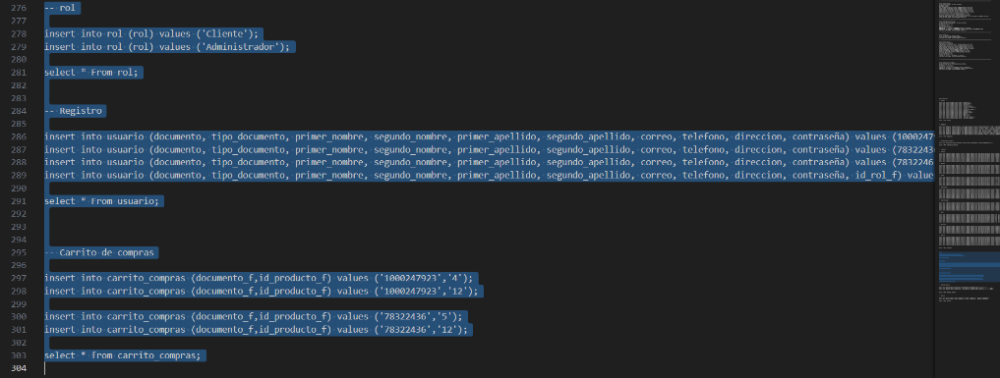 276 -- rol
277
278 insert into rol (rol) values ('Cliente');
279 insert into rol (rol) values ('Administrador');
280
281 select * From rol;
282
283
284 -- Registro
285
286 insert into usuario (documento, tipo_documento, primer_nombre, segundo_nombre, primer_apellido, segundo_apellido, correo, telefono, direccion, contraseña) values (10002479
287 insert into usuario (documento, tipo_documento, primer_nombre, segundo_nombre, primer_apellido, segundo_apellido, correo, telefono, direccion, contraseña) values (78322436
288 insert into usuario (documento, tipo_documento, primer_nombre, segundo_nombre, primer_apellido, segundo_apellido, correo, telefono, direccion, contraseña) values (7832246
289 insert into usuario (documento, tipo_documento, primer_nombre, segundo_nombre, primer_apellido, segundo_apellido, correo, telefono, direccion, contraseña, id_rol_f) value
290
291 select * From usuario;
292
293
294
295 -- Carrito de compras
296
297 insert into carrito_compras (documento_f,id_producto_f) values ('1000247923','4');
298 insert into carrito_compras (documento_f,id_producto_f) values ('1000247923','12');
299
300 insert into carrito_compras (documento_f,id_producto_f) values ('78322436','5');
301 insert into carrito_compras (documento_f,id_producto_f) values ('78322436','12');
302
303 select * from carrito_compras;
304